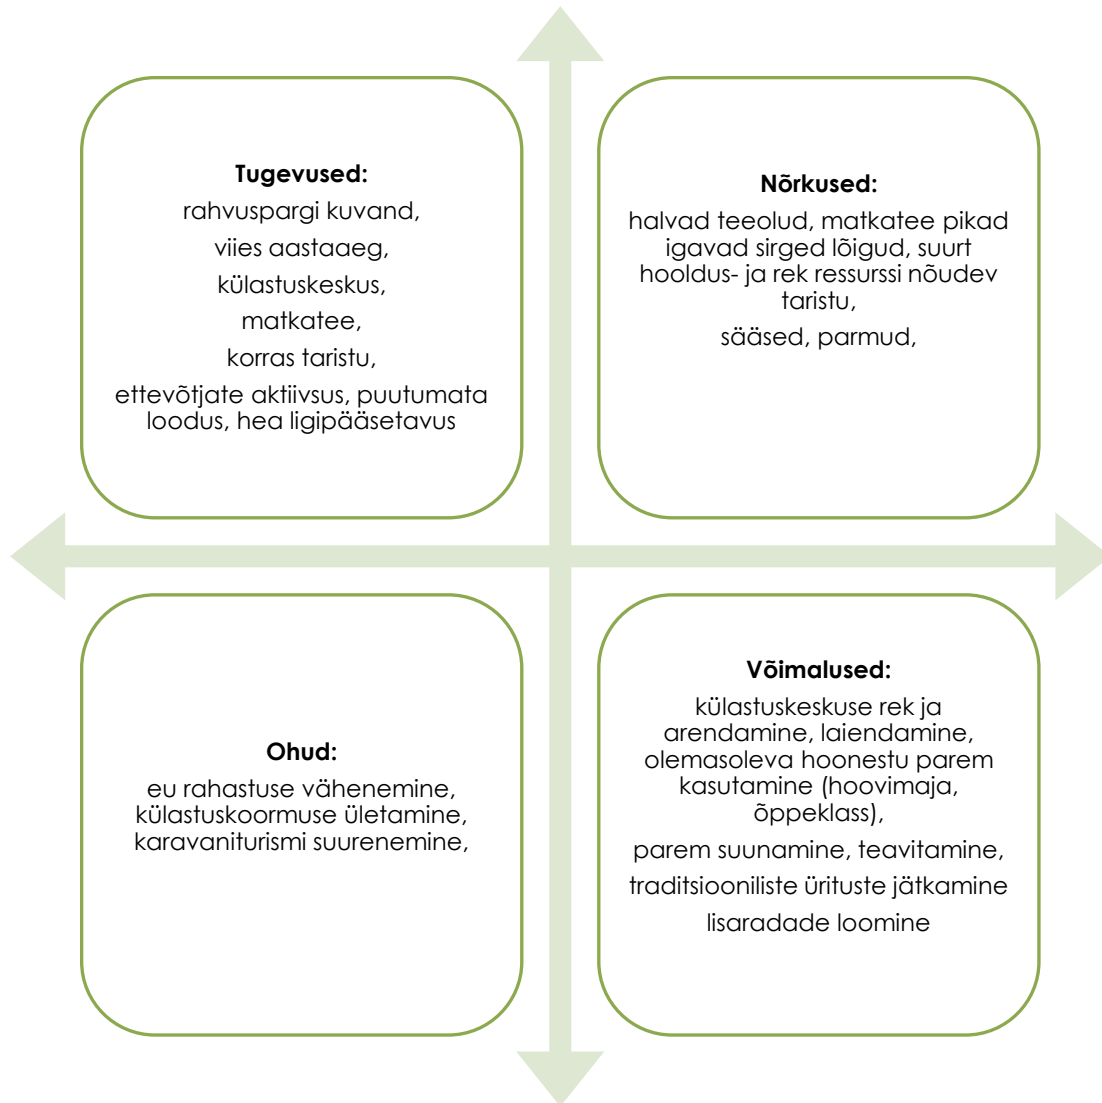 Tugevused:
rahvuspargi kuvand,
viies aastaaeg,
külastuskeskus,
matkatee,
korras taristu,
ettevõtjate aktiivsus, puutumata
loodus, hea ligipääsetavus
Nõrkused:
halvad teeolud, matkatee pikad
igavad sirged lõigud, suurt
hooldus- ja rek ressurssi nõudev
taristu,
sääsed, parmud,
Ohud:
eu rahastuse vähenemine,
külastuskoormuse ületamine,
karavaniturismi suurenemine,
Võimalused:
külastuskeskuse rek ja
arendamine, laiendamine,
olemasoleva hoonestu parem
kasutamine (hoovimaja,
õppeklass),
parem suunamine, teavitamine,
traditsiooniliste ürituste jätkamine
lisaradade loomine